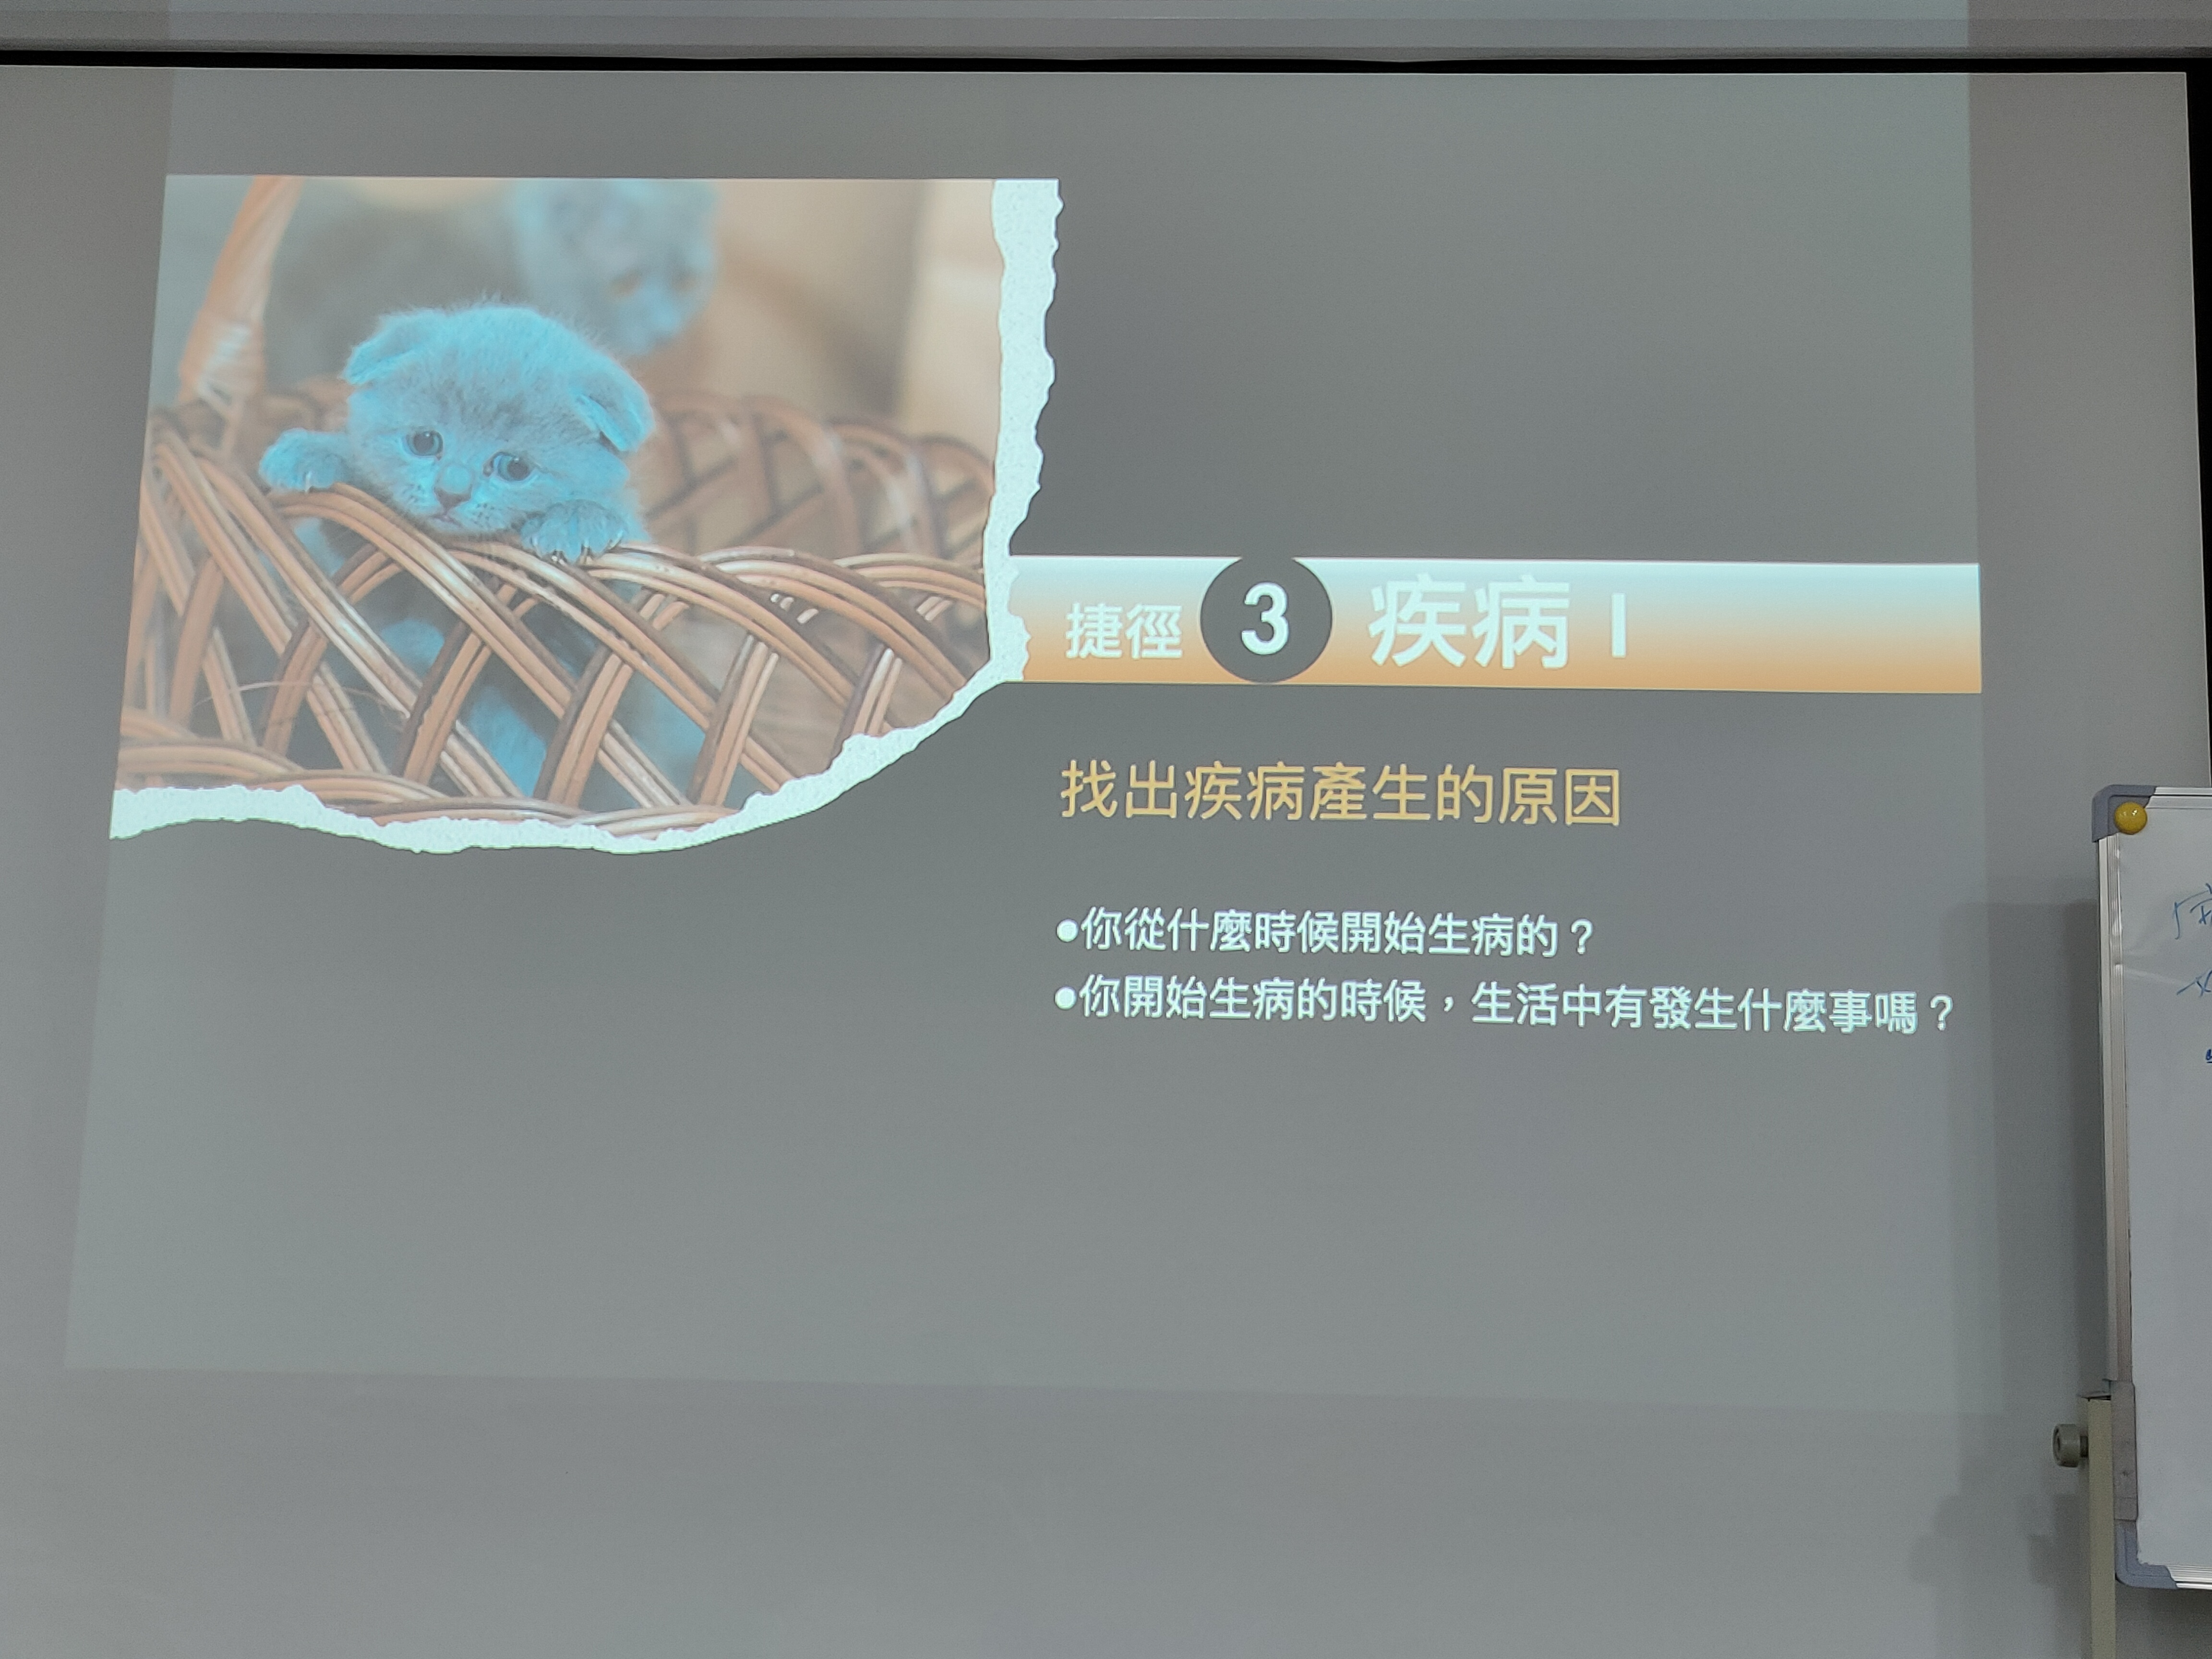 捷徑 3 疾病 I
找出疾病產生的原因
●你從什麼時候開始生病的？
●你開始生病的時候，生活中有發生什麼事嗎？